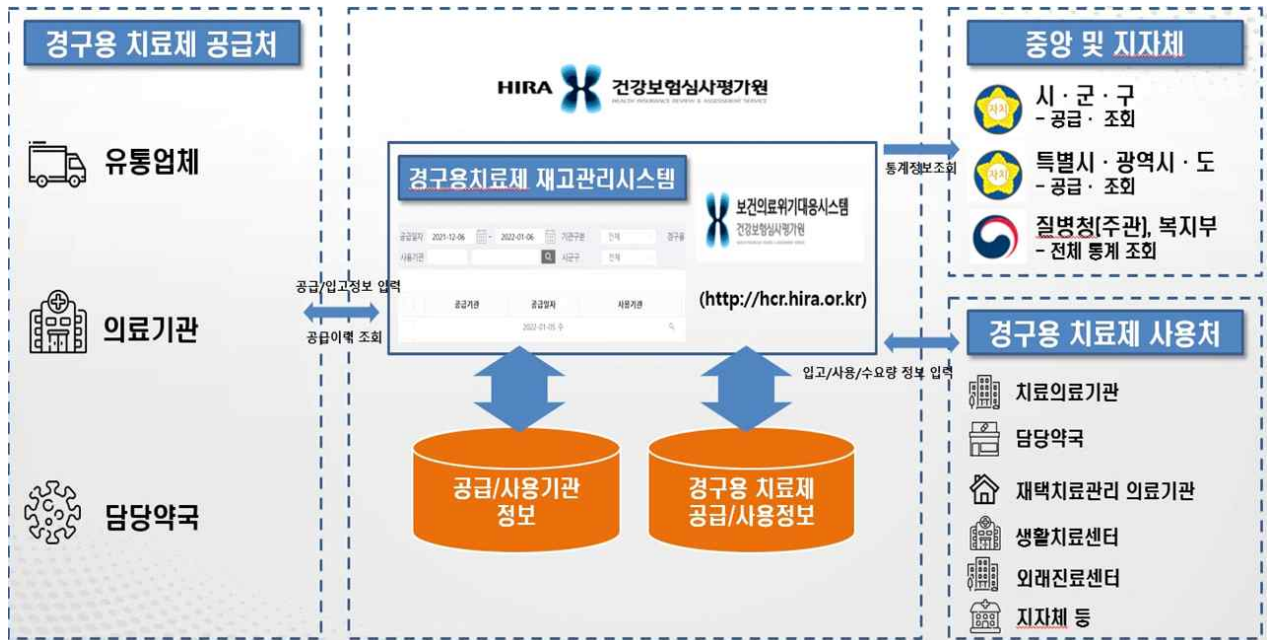 경구용 치료제 공급처
유통업체
의료기관
담당약국
공급/입고정보 입력
공급이력 조회
HIRA 건강보험심사평가원
HEALTH INSURANCE REVIEW & ASSESSMENT SERVICE
경구용치료제 재고관리시스템
공급일자 2021-12-06 - 2022-01-06 기관구분 전체 경구용
사용기관 시군구 전체
공급기관 공급일자 사용기관
2022-01-05 수
보건의료위기대응시스템
건강보험심사평가원
(http://hcr.hira.or.kr)
공급/사용기관
정보
경구용 치료제
공급/사용정보
통계정보조회
입고/사용/수요량 정보 입력
중앙 및 지자체
자치
시 · 군 · 구
- 공급 · 조회
자치
특별시 · 광역시 · 도
- 공급 · 조회
질병청(주관), 복지부
- 전체 통계 조회
경구용 치료제 사용처
치료의료기관
담당약국
재택치료관리 의료기관
생활치료센터
외래진료센터
지자체 등